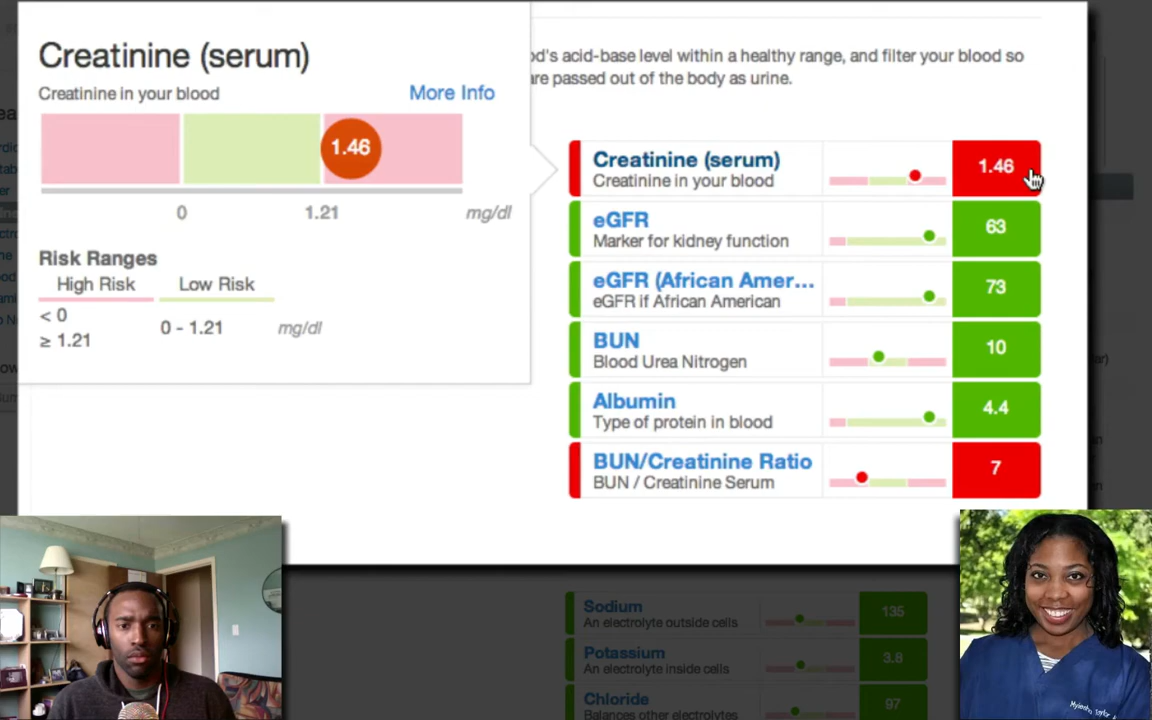 Creatinine (serum)
Creatinine in your blood
More Info
1.46
0
1.21
mg/dl
Risk Ranges
High Risk
Low Risk
< 0
≥ 1.21
0 - 1.21
mg/dl
od's acid-base level within a healthy range, and filter your blood so
are passed out of the body as urine.
Creatinine (serum)
Creatinine in your blood
1.46
eGFR
Marker for kidney function
63
eGFR (African Amer...
eGFR if African American
73
BUN
Blood Urea Nitrogen
10
Albumin
Type of protein in blood
4.4
BUN/Creatinine Ratio
BUN / Creatinine Serum
7
Sodium
An electrolyte outside cells
135
Potassium
An electrolyte inside cells
3.8
Chloride
Balances other electrolytes
97